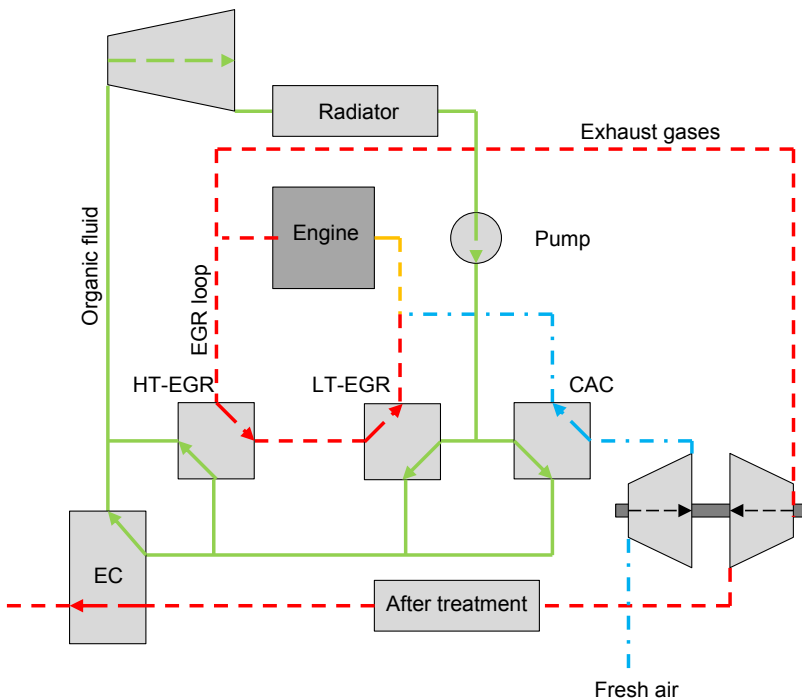 Radiator
Exhaust gases
Organic fluid
EGR loop
Engine
Pump
HT-EGR
LT-EGR
CAC
EC
After treatment
Fresh air